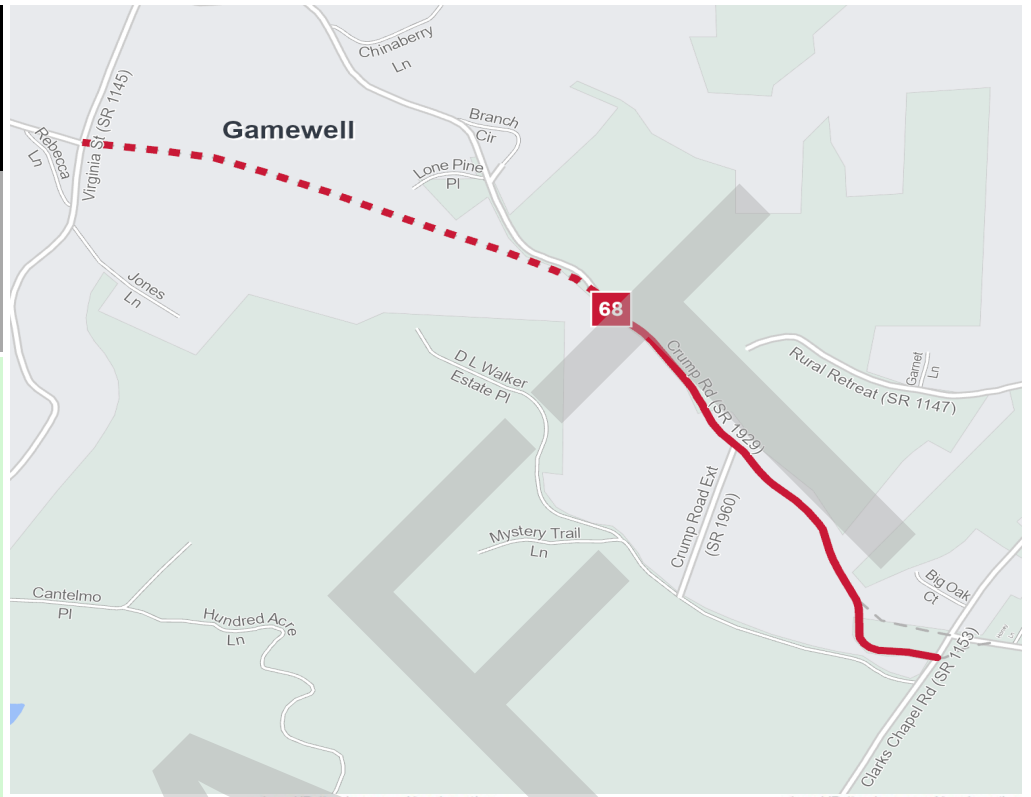 Chinaberry
Ln
Virginia St (SR 1145)
Gamewell
Branch
Cir
Rebecca
Ln
Lone Pine
Pl
Jones
Ln
68
D L Walker
Estate Pl
Crump Rd (SR 1929)
Garnet
Ln
Rural Retreat (SR 1147)
Crump Road Ext
(SR 1960)
Mystery Trail
Ln
Big Oak
Ct
Cantelmo
Pl
Hundred Acre
Ln
Clarks Chapel Rd (SR 1153)